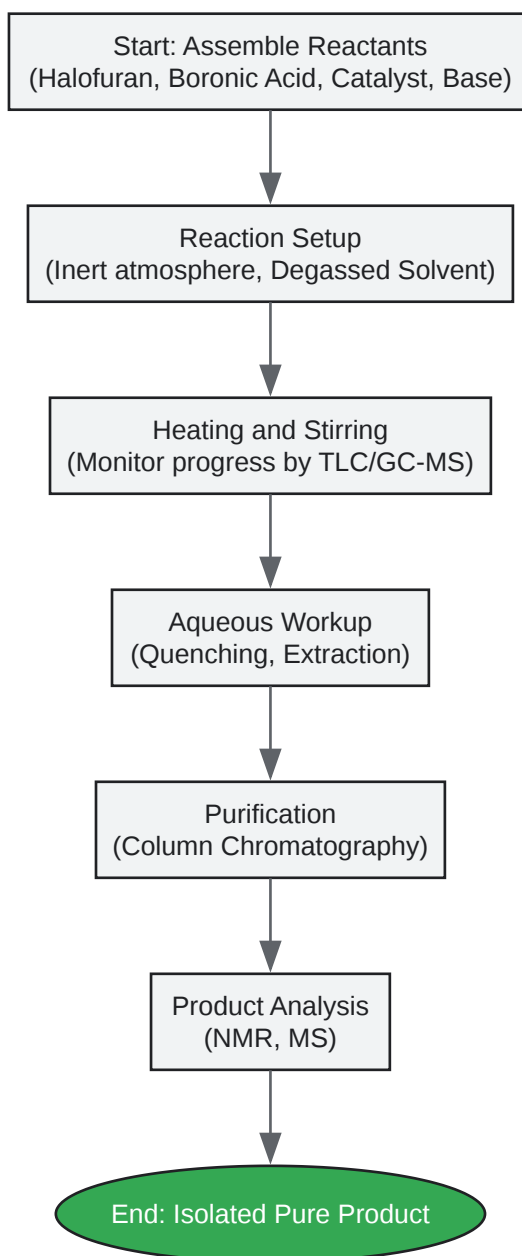 Start: Assemble Reactants
(Halofuran, Boronic Acid, Catalyst, Base)
Reaction Setup
(Inert atmosphere, Degassed Solvent)
Heating and Stirring
(Monitor progress by TLC/GC-MS)
Aqueous Workup
(Quenching, Extraction)
Purification
(Column Chromatography)
Product Analysis
(NMR, MS)
End: Isolated Pure Product